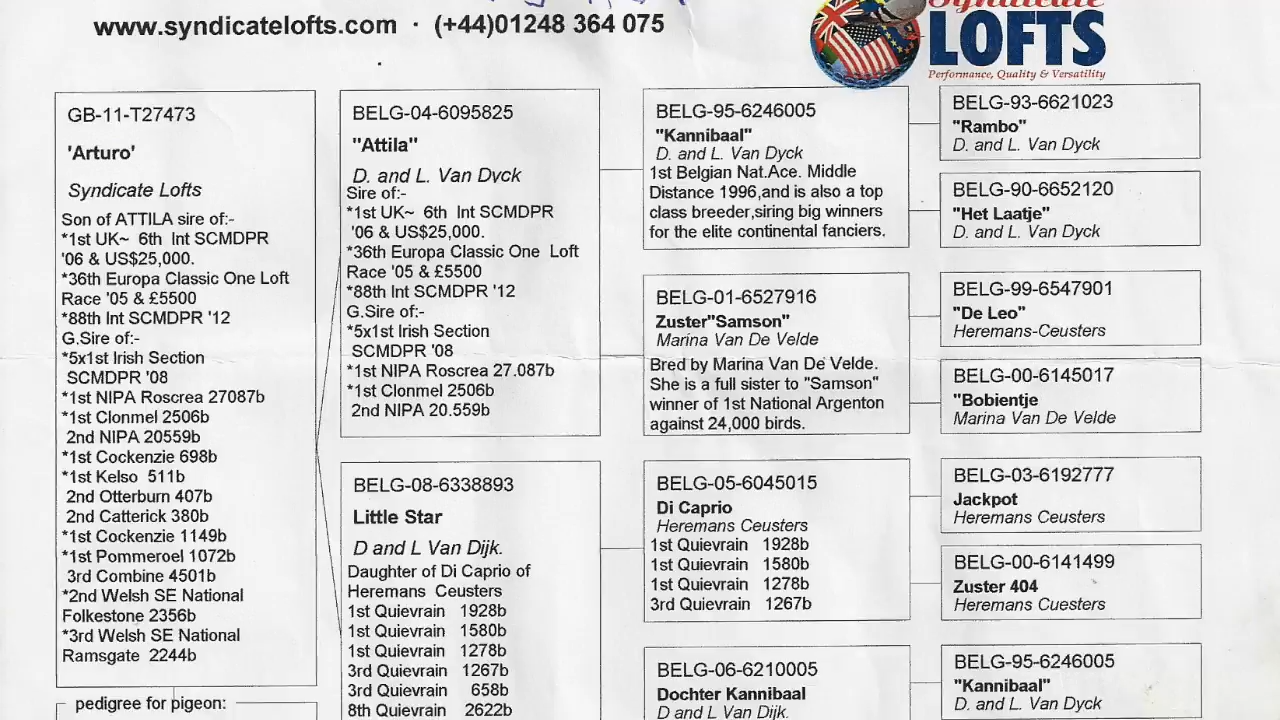 www.syndicatelofts.com · (+44)01248 364 075
Syndicate
LOFTS
Performance, Quality & Versatility
GB-11-T27473
'Arturo'
Syndicate Lofts
Son of ATTILA sire of:-
*1st UK~ 6th Int SCMDPR
'06 & US$25,000.
*36th Europa Classic One Loft
Race '05 & £5500
*88th Int SCMDPR '12
G.Sire of:-
*5x1st Irish Section
SCMDPR '08
*1st NIPA Roscrea 27087b
*1st Clonmel 2506b
2nd NIPA 20559b
*1st Cockenzie 698b
*1st Kelso 511b
2nd Otterburn 407b
2nd Catterick 380b
*1st Cockenzie 1149b
*1st Pommeroel 1072b
3rd Combine 4501b
*2nd Welsh SE National
Folkestone 2356b
*3rd Welsh SE National
Ramsgate 2244b
pedigree for pigeon:
BELG-04-6095825
"Attila"
D. and L. Van Dyck
Sire of:-
*1st UK~ 6th Int SCMDPR
'06 & US$25,000.
*36th Europa Classic One Loft
Race '05 & £5500
*88th Int SCMDPR '12
G.Sire of:-
*5x1st Irish Section
SCMDPR '08
*1st NIPA Roscrea 27.087b
*1st Clonmel 2506b
2nd NIPA 20.559b
BELG-08-6338893
Little Star
D and L Van Dijk.
Daughter of Di Caprio of
Heremans Ceusters
1st Quievrain 1928b
1st Quievrain 1580b
1st Quievrain 1278b
3rd Quievrain 1267b
3rd Quievrain 658b
8th Quievrain 2622b
BELG-95-6246005
"Kannibaal"
D. and L. Van Dyck
1st Belgian Nat.Ace. Middle
Distance 1996,and is also a top
class breeder,siring big winners
for the elite continental fanciers.
BELG-01-6527916
Zuster"Samson"
Marina Van De Velde
Bred by Marina Van De Velde.
She is a full sister to "Samson"
winner of 1st National Argenton
against 24,000 birds.
BELG-05-6045015
Di Caprio
Heremans Ceusters
1st Quievrain 1928b
1st Quievrain 1580b
1st Quievrain 1278b
3rd Quievrain 1267b
BELG-06-6210005
Dochter Kannibaal
D and L Van Dijk.
BELG-93-6621023
"Rambo"
D. and L. Van Dyck
BELG-90-6652120
"Het Laatje"
D. and L. Van Dyck
BELG-99-6547901
"De Leo"
Heremans-Ceusters
BELG-00-6145017
"Bobientje
Marina Van De Velde
BELG-03-6192777
Jackpot
Heremans Ceusters
BELG-00-6141499
Zuster 404
Heremans Cuesters
BELG-95-6246005
"Kannibaal"
D. and L. Van Dyck